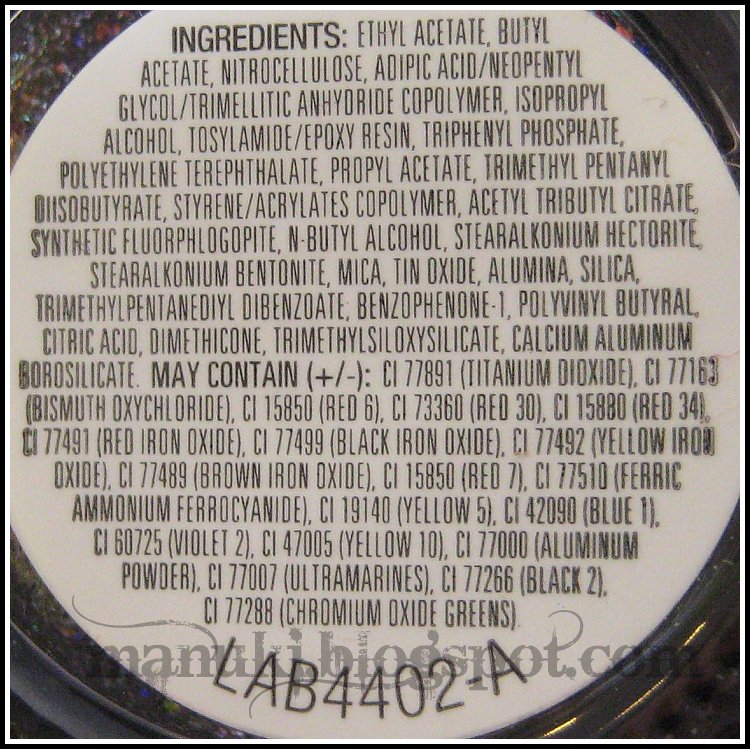 INGREDIENTS: ETHYL ACETATE, BUTYL
ACETATE, NITROCELLULOSE, ADIPIC ACID/NEOPENTYL
GLYCOL/TRIMELLITIC ANHYDRIDE COPOLYMER, ISOPROPYL
ALCOHOL, TOSYLAMIDE/EPOXY RESIN, TRIPHENYL PHOSPHATE,
POLYETHYLENE TEREPHTHALATE, PROPYL ACETATE, TRIMETHYL PENTANYL
DIISOBUTYRATE, STYRENE/ACRYLATES COPOLYMER, ACETYL TRIBUTYL CITRATE,
SYNTHETIC FLUORPHLOGOPITE, N-BUTYL ALCOHOL, STEARALKONIUM HECTORITE,
STEARALKONIUM BENTONITE, MICA, TIN OXIDE, ALUMINA, SILICA,
TRIMETHYLPENTANEDIYL DIBENZOATE, BENZOPHENONE-1, POLYVINYL BUTYRAL,
CITRIC ACID, DIMETHICONE, TRIMETHYLSILOXYSILICATE, CALCIUM ALUMINUM
BOROSILICATE. MAY CONTAIN (+/-): CI 77891 (TITANIUM DIOXIDE), CI 77163
(BISMUTH OXYCHLORIDE), CI 15850 (RED 6), CI 73360 (RED 30), CI 15880 (RED 34),
CI 77491 (RED IRON OXIDE), CI 77499 (BLACK IRON OXIDE), CI 77492 (YELLOW IRON
OXIDE), CI 77489 (BROWN IRON OXIDE), CI 15850 (RED 7), CI 77510 (FERRIC
AMMONIUM FERROCYANIDE), CI 19140 (YELLOW 5), CI 42090 (BLUE 1),
CI 60725 (VIOLET 2), CI 47005 (YELLOW 10), CI 77000 (ALUMINUM
POWDER), CI 77007 (ULTRAMARINES), CI 77266 (BLACK 2),
CI 77288 (CHROMIUM OXIDE GREENS).
manuki.blogspot.com
LAB4402-A